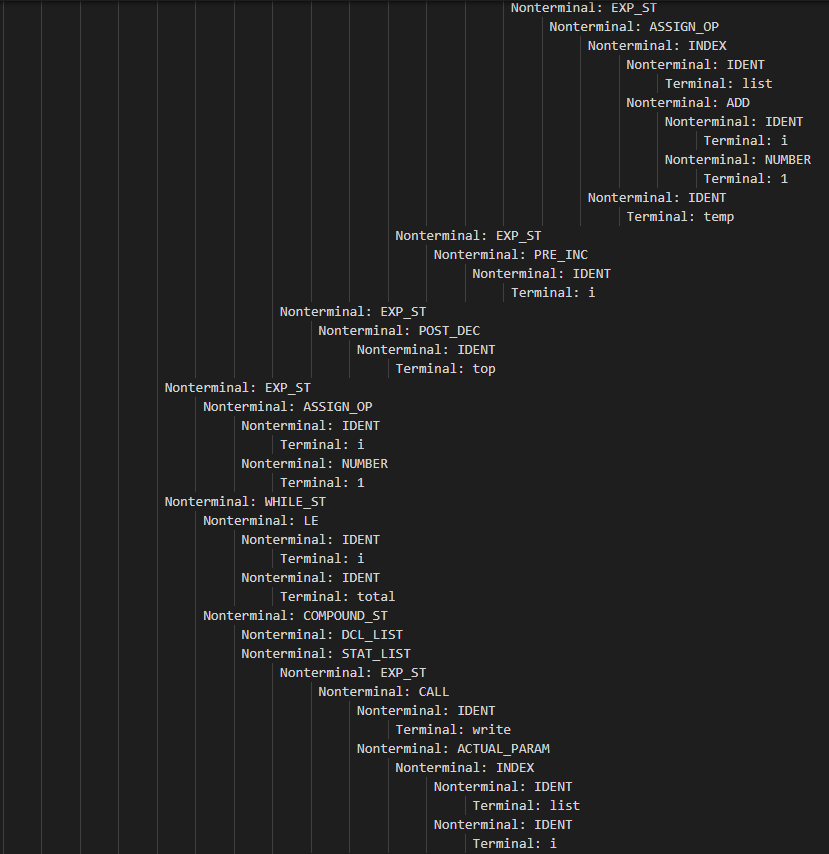 Nonterminal: EXP_ST
Nonterminal: ASSIGN_OP
Nonterminal: INDEX
Nonterminal: IDENT
Terminal: list
Nonterminal: ADD
Nonterminal: IDENT
Terminal: i
Nonterminal: NUMBER
Terminal: 1
Nonterminal: IDENT
Terminal: temp
Nonterminal: EXP_ST
Nonterminal: PRE_INC
Nonterminal: IDENT
Terminal: i
Nonterminal: EXP_ST
Nonterminal: POST_DEC
Nonterminal: IDENT
Terminal: top
Nonterminal: EXP_ST
Nonterminal: ASSIGN_OP
Nonterminal: IDENT
Terminal: i
Nonterminal: NUMBER
Terminal: 1
Nonterminal: WHILE_ST
Nonterminal: LE
Nonterminal: IDENT
Terminal: i
Nonterminal: IDENT
Terminal: total
Nonterminal: COMPOUND_ST
Nonterminal: DCL_LIST
Nonterminal: STAT_LIST
Nonterminal: EXP_ST
Nonterminal: CALL
Nonterminal: IDENT
Terminal: write
Nonterminal: ACTUAL_PARAM
Nonterminal: INDEX
Nonterminal: IDENT
Terminal: list
Nonterminal: IDENT
Terminal: i